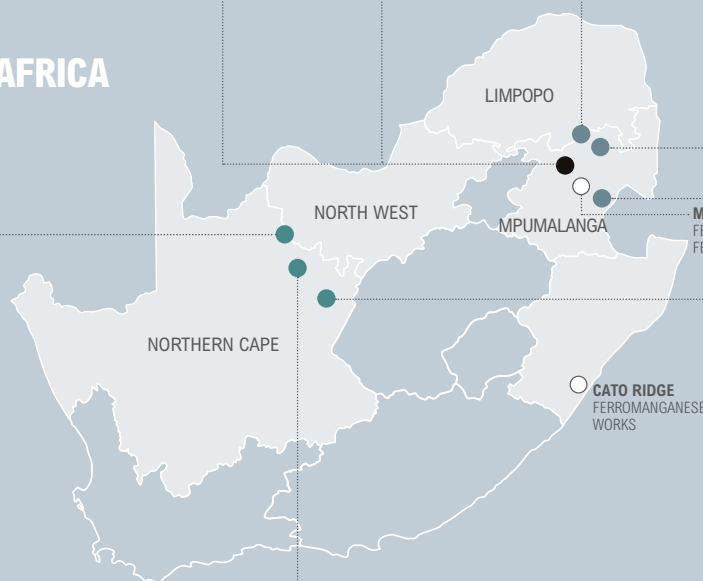 AFRICA
LIMPOPO
NORTH WEST
MPUMALANGA
NORTHERN CAPE
CATO RIDGE
FERROMANGANESE
WORKS